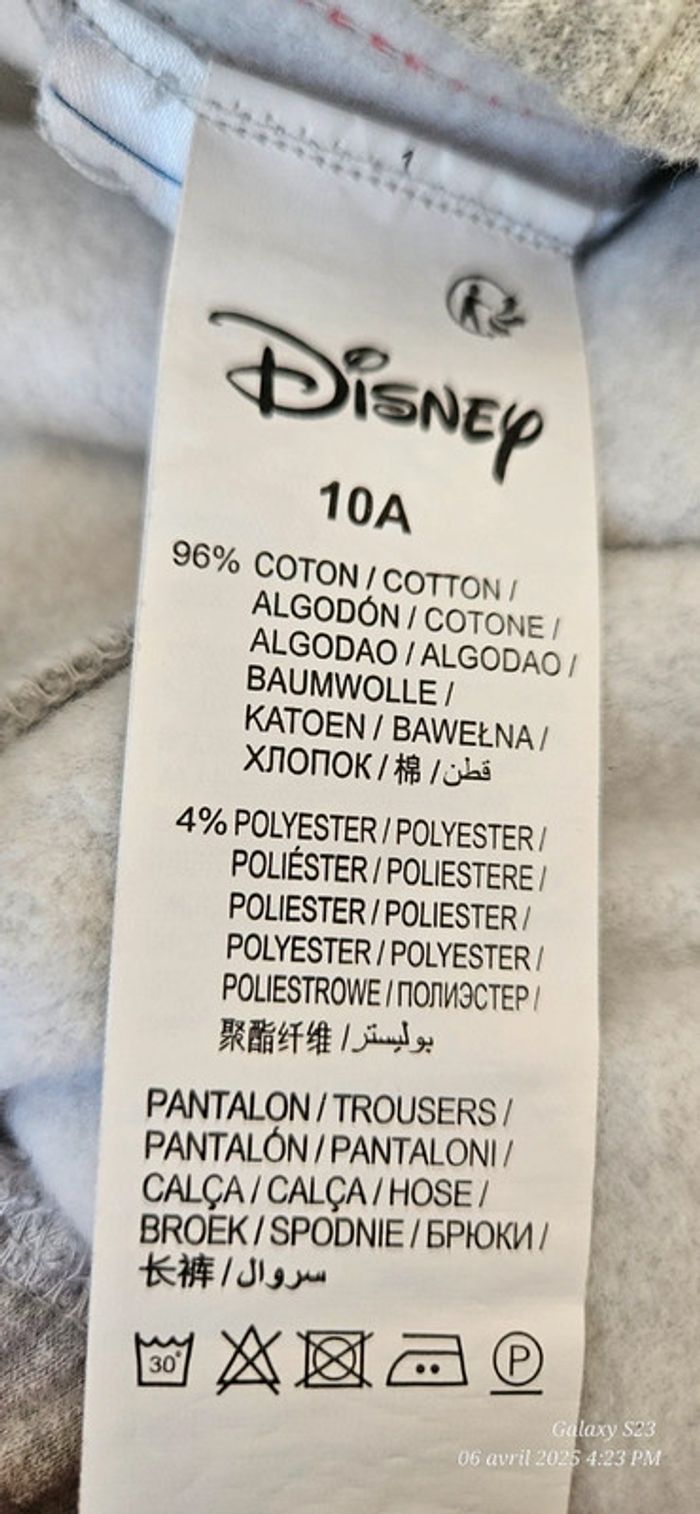 1
Disney
10A
96% COTON / COTTON /
ALGODÓN / COTONE /
ALGODAO / ALGODAO /
BAUMWOLLE /
KATOEN / BAWEŁNA /
ХЛОПОК / 棉 / قطن
4% POLYESTER / POLYESTER /
POLIÉSTER / POLIESTERE /
POLIESTER / POLIESTER /
POLYESTER / POLYESTER /
POLIESTROWE / ПОЛИЭСТЕР /
聚酯纤维 / بوليستر
PANTALON / TROUSERS /
PANTALÓN / PANTALONI /
CALÇA / CALÇA / HOSE /
BROEK / SPODNIE / БРЮКИ /
长裤 / سروال
30° P
Galaxy S23
06 avril 2025 4:23 PM